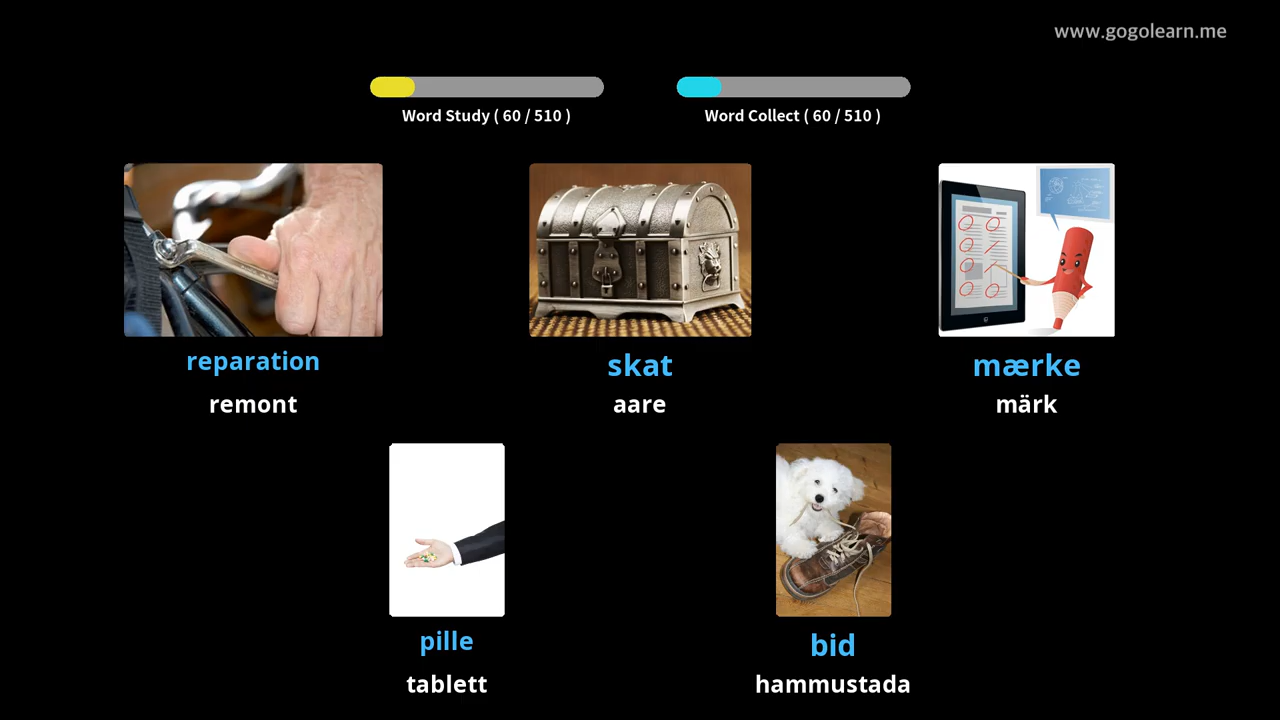 www.gogolearn.me
Word Study ( 60 / 510 )
Word Collect ( 60 / 510 )
reparation
remont
skat
aare
mærke
märk
pille
tablett
bid
hammustada